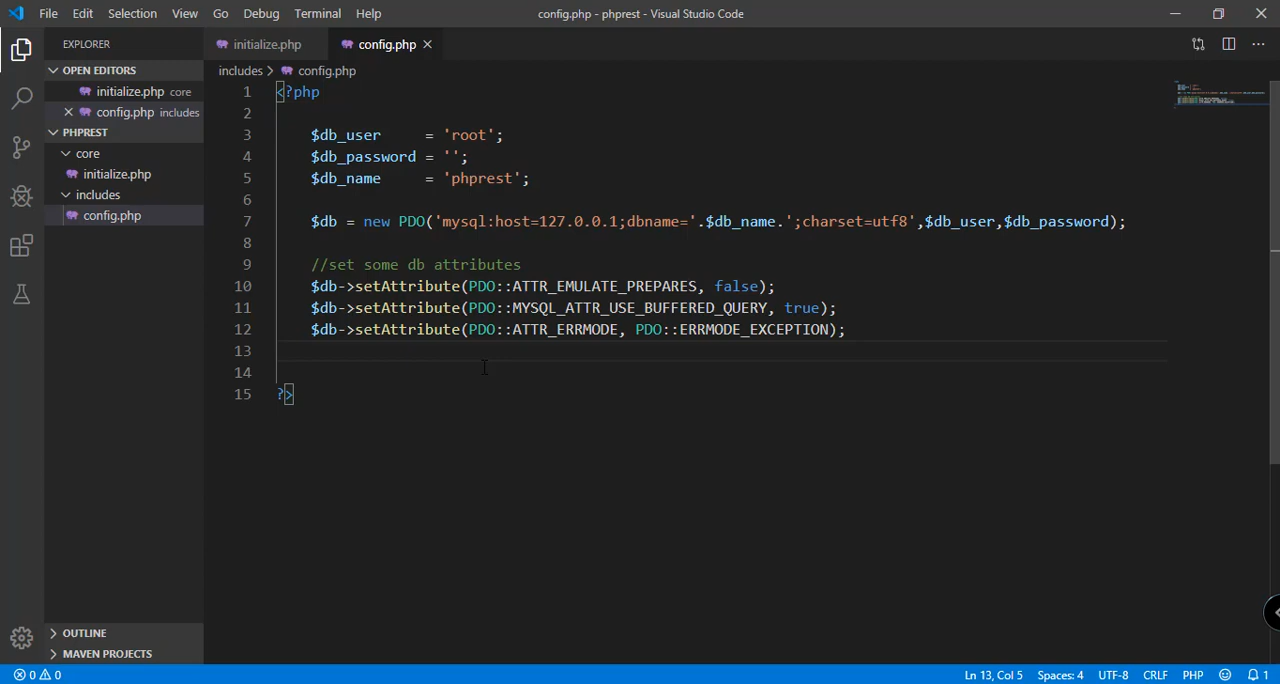 File Edit Selection View Go Debug Terminal Help config.php - phprest - Visual Studio Code
EXPLORER
OPEN EDITORS
initialize.php core
config.php includes
PHPREST
core
initialize.php
includes
config.php
OUTLINE
MAVEN PROJECTS
initialize.php config.php
includes config.php
1 <?php
2
3 $db_user = 'root';
4 $db_password = '';
5 $db_name = 'phprest';
6
7 $db = new PDO('mysql:host=127.0.0.1;dbname='.$db_name.';charset=utf8',$db_user,$db_password);
8
9 //set some db attributes
10 $db->setAttribute(PDO::ATTR_EMULATE_PREPARES, false);
11 $db->setAttribute(PDO::MYSQL_ATTR_USE_BUFFERED_QUERY, true);
12 $db->setAttribute(PDO::ATTR_ERRMODE, PDO::ERRMODE_EXCEPTION);
13
14
15 ?>
0 0 Ln 13, Col 5 Spaces: 4 UTF-8 CRLF PHP 1